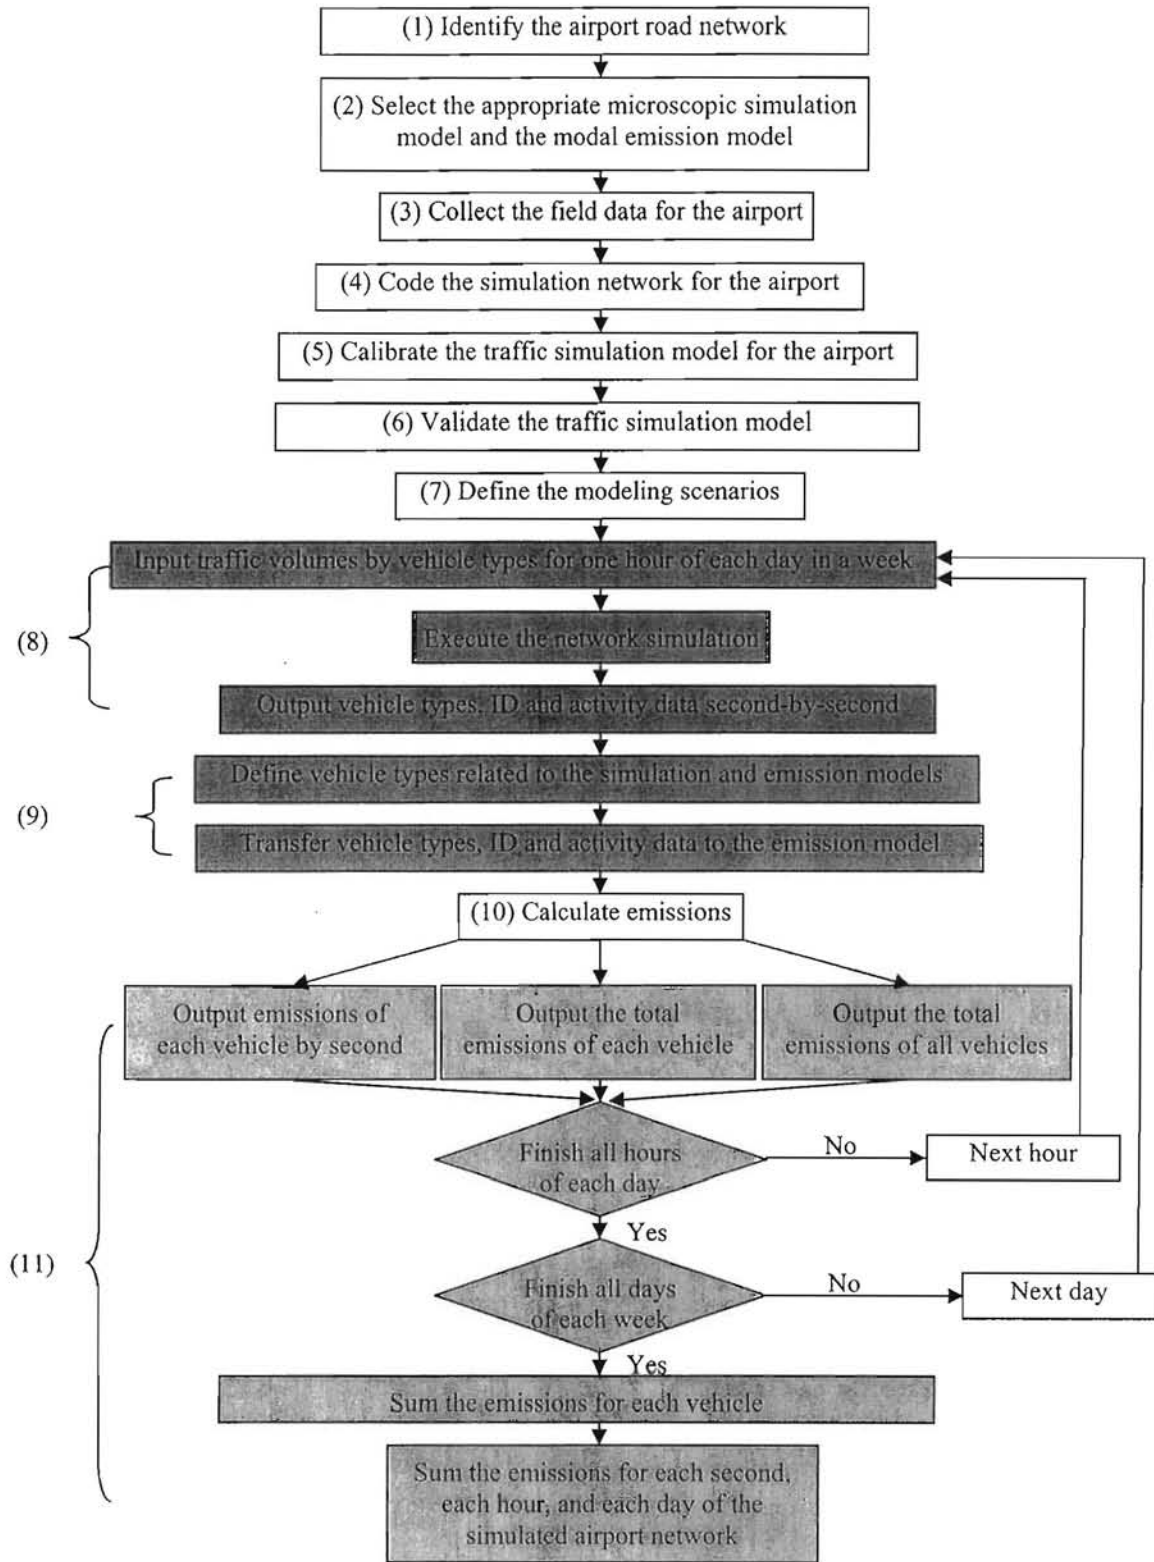 (1) Identify the airport road network
(2) Select the appropriate microscopic simulation
model and the modal emission model
(3) Collect the field data for the airport
(4) Code the simulation network for the airport
(5) Calibrate the traffic simulation model for the airport
(6) Validate the traffic simulation model
(7) Define the modeling scenarios
Input traffic volumes by vehicle types for one hour of each day in a week
(8)
Execute the network simulation
Output vehicle types, ID and activity data second-by-second
Define vehicle types related to the simulation and emission models
(9)
Transfer vehicle types, ID and activity data to the emission model
(10) Calculate emissions
Output emissions of
each vehicle by second
Output the total
emissions of each vehicle
Output the total
emissions of all vehicles
Finish all hours
of each day
No
Next hour
Yes
(11)
Finish all days
of each week
No
Next day
Yes
Sum the emissions for each vehicle
Sum the emissions for each second,
each hour, and each day of the
simulated airport network